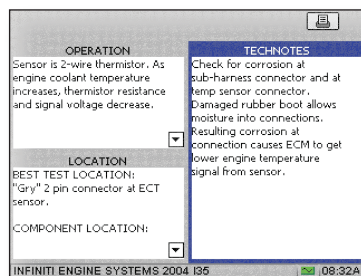 OPERATION
Sensor is 2-wire thermistor. As
engine coolant temperature
increases, thermistor resistance
and signal voltage decrease.
LOCATION
BEST TEST LOCATION:
"Gry" 2 pin connector at ECT
sensor.
COMPONENT LOCATION:
TECHNOTES
Check for corrosion at
sub-harness connector and at
temp sensor connector.
Damaged rubber boot allows
moisture into connections.
Resulting corrosion at
connection causes ECM to get
lower engine temperature
signal from sensor.
INFINITI ENGINE SYSTEMS 2004 I35
08:32A